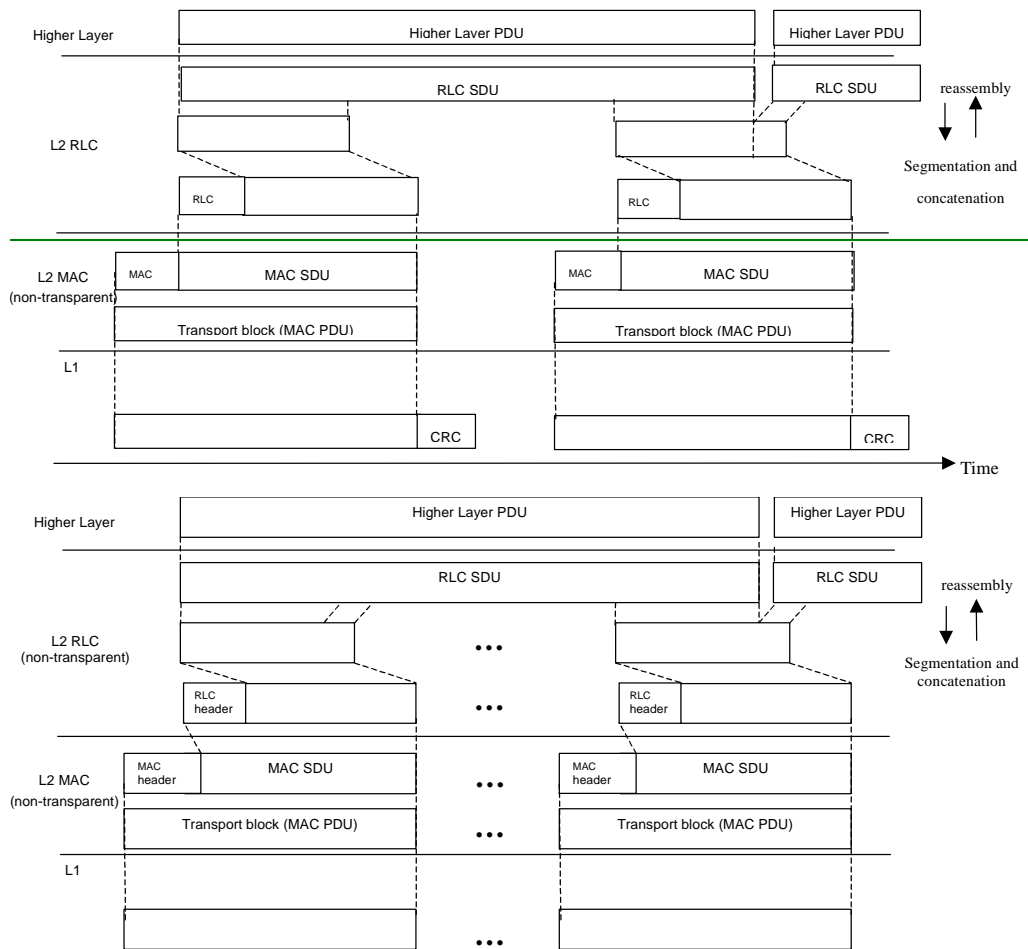 Higher Layer
Higher Layer PDU
Higher Layer PDU
RLC SDU
RLC SDU
reassembly
L2 RLC
Segmentation and
concatenation
RLC
RLC
L2 MAC
(non-transparent)
MAC
MAC SDU
MAC
MAC SDU
Transport block (MAC PDU)
Transport block (MAC PDU)
L1
CRC
CRC
Time
Higher Layer
Higher Layer PDU
Higher Layer PDU
RLC SDU
RLC SDU
reassembly
L2 RLC
(non-transparent)
•••
Segmentation and
concatenation
RLC
header
•••
RLC
header
L2 MAC
(non-transparent)
MAC
header
MAC SDU
•••
MAC
header
MAC SDU
Transport block (MAC PDU)
•••
Transport block (MAC PDU)
L1
•••